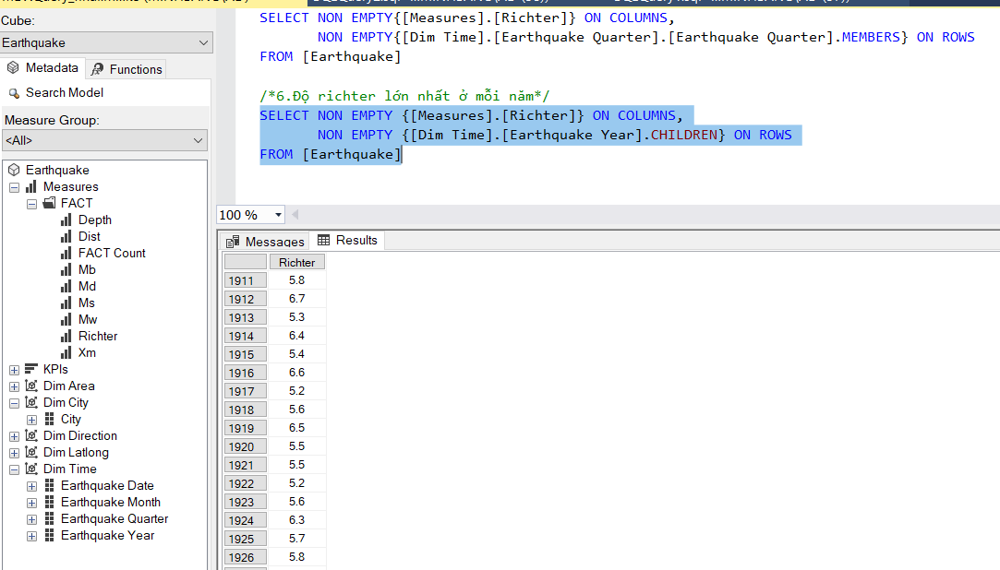 Cube:
Earthquake
Metadata
Functions
Search Model
Measure Group:
<All>
Earthquake
Measures
FACT
Depth
Dist
FACT Count
Mb
Md
Ms
Mw
Richter
Xm
KPIs
Dim Area
Dim City
City
Dim Direction
Dim Latlong
Dim Time
Earthquake Date
Earthquake Month
Earthquake Quarter
Earthquake Year
SELECT NON EMPTY{[Measures].[Richter]} ON COLUMNS,
NON EMPTY{[Dim Time].[Earthquake Quarter].[Earthquake Quarter].MEMBERS} ON ROWS
FROM [Earthquake]
/*6.Độ richter lớn nhất ở mỗi năm*/
SELECT NON EMPTY {[Measures].[Richter]} ON COLUMNS,
NON EMPTY {[Dim Time].[Earthquake Year].CHILDREN} ON ROWS
FROM [Earthquake]
100 %
Messages
Results
Richter
1911 5.8
1912 6.7
1913 5.3
1914 6.4
1915 5.4
1916 6.6
1917 5.2
1918 5.6
1919 6.5
1920 5.5
1921 5.5
1922 5.2
1923 5.6
1924 6.3
1925 5.7
1926 5.8